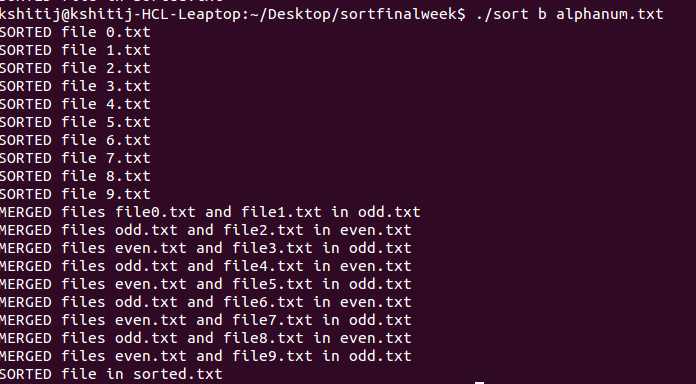 kshitij@kshitij-HCL-Leaptop:~/Desktop/sortfinalweek$ ./sort b alphanum.txt
SORTED file 0.txt
SORTED file 1.txt
SORTED file 2.txt
SORTED file 3.txt
SORTED file 4.txt
SORTED file 5.txt
SORTED file 6.txt
SORTED file 7.txt
SORTED file 8.txt
SORTED file 9.txt
MERGED files file0.txt and file1.txt in odd.txt
MERGED files odd.txt and file2.txt in even.txt
MERGED files even.txt and file3.txt in odd.txt
MERGED files odd.txt and file4.txt in even.txt
MERGED files even.txt and file5.txt in odd.txt
MERGED files odd.txt and file6.txt in even.txt
MERGED files even.txt and file7.txt in odd.txt
MERGED files odd.txt and file8.txt in even.txt
MERGED files even.txt and file9.txt in odd.txt
SORTED file in sorted.txt